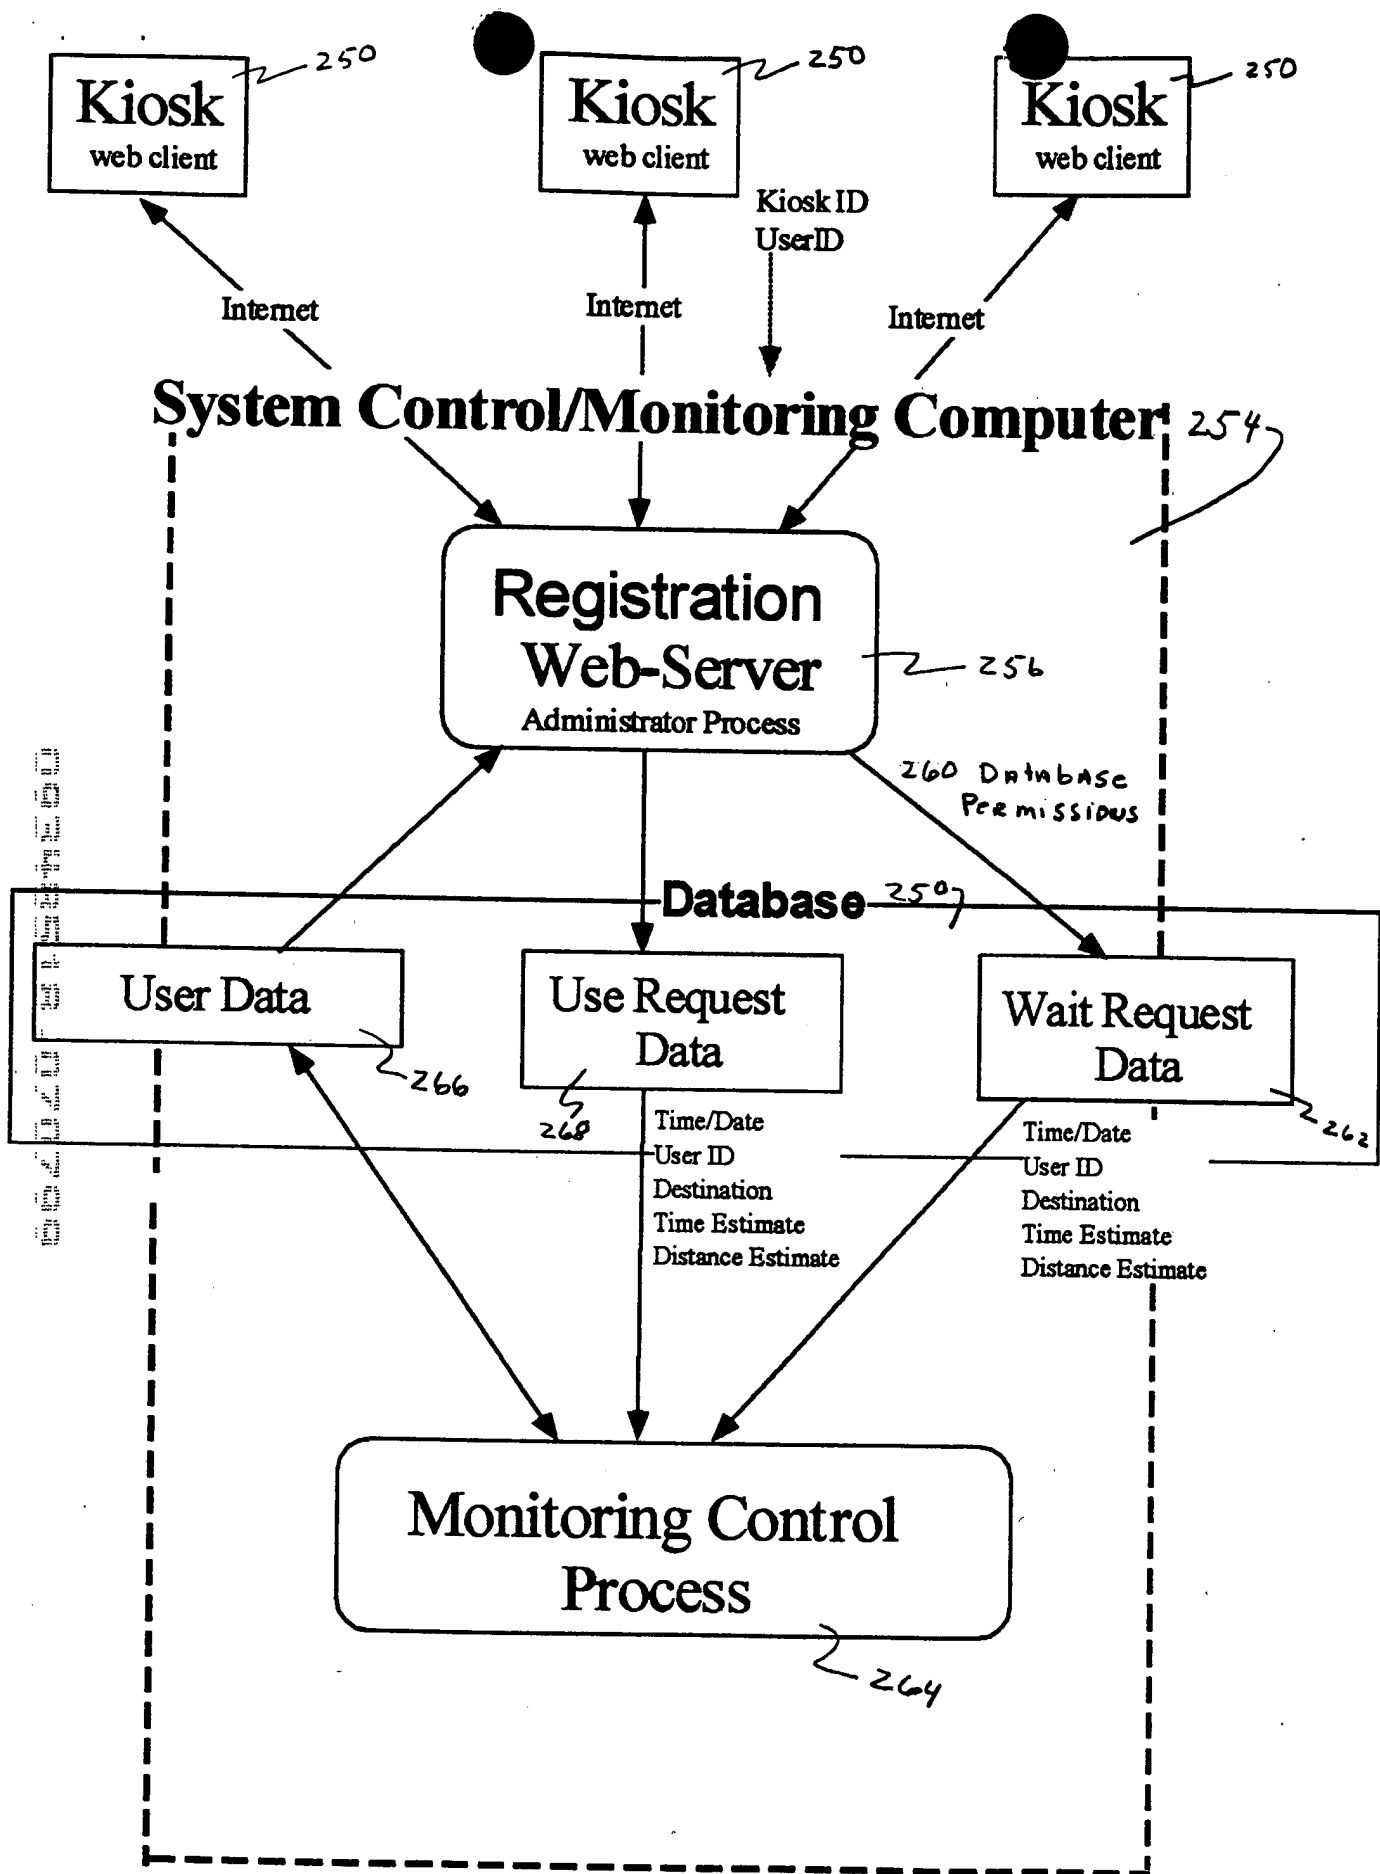 250
250
250
Kiosk
web client
Kiosk
web client
Kiosk
web client
Kiosk ID
UserID
Internet
Internet
Internet
System Control/Monitoring Computer
254
Registration
Web-Server
Administrator Process
256
260 Database
Permissions
Database
250
User Data
266
Use Request
Data
268
Wait Request
Data
262
Time/Date
User ID
Destination
Time Estimate
Distance Estimate
Time/Date
User ID
Destination
Time Estimate
Distance Estimate
Monitoring Control
Process
264